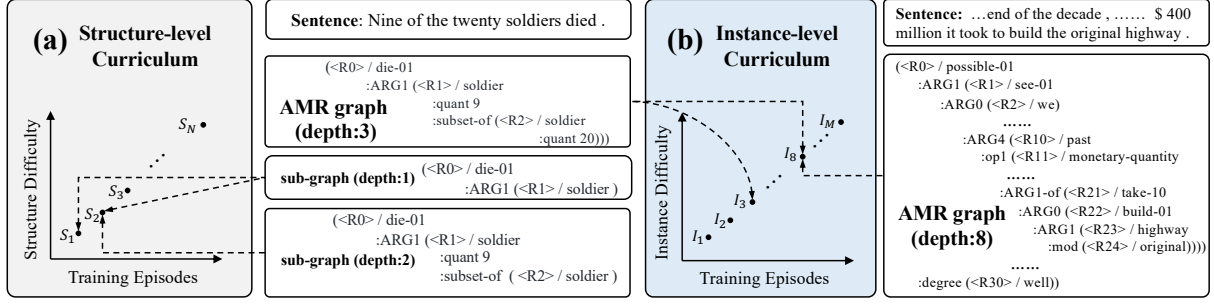 (a)
Structure-level
Curriculum
Structure Difficulty
S_N
S_3
S_2
S_1
Training Episodes
Sentence: Nine of the twenty soldiers died .
(<R0> / die-01
:ARG1 (<R1> / soldier
:quant 9
:subset-of (<R2> / soldier
:quant 20)))
AMR graph
(depth:3)
sub-graph (depth:1)
(<R0> / die-01
:ARG1 (<R1> / soldier )
(<R0> / die-01
:ARG1 (<R1> / soldier
sub-graph (depth:2)
:quant 9
:subset-of ( <R2> / soldier )
(b)
Instance-level
Curriculum
Instance Difficulty
I_M
I_8
I_3
I_2
I_1
Training Episodes
Sentence: …end of the decade , …… $ 400
million it took to build the original highway .
(<R0> / possible-01
:ARG1 (<R1> / see-01
:ARG0 (<R2> / we)
……
:ARG4 (<R10> / past
:op1 (<R11> / monetary-quantity
……
:ARG1-of (<R21> / take-10
:ARG0 (<R22> / build-01
:ARG1 (<R23> / highway
:mod (<R24> / original))))
AMR graph
(depth:8)
……
:degree (<R30> / well))